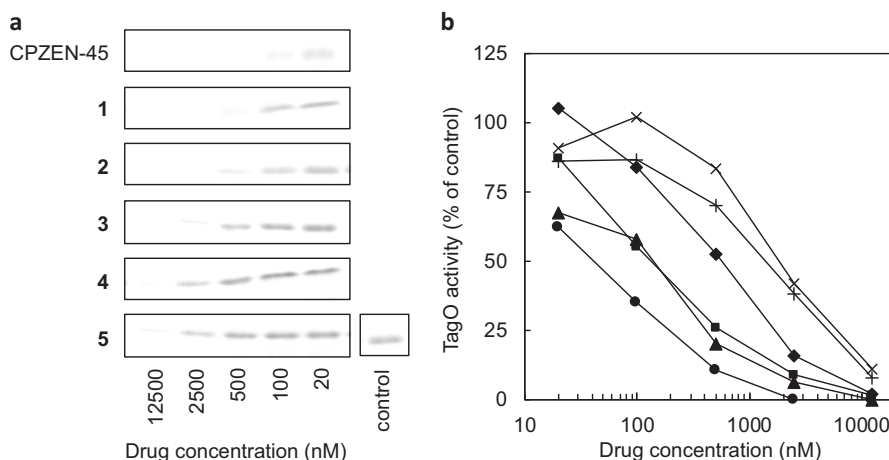 a
CPZEN-45
1
2
3
4
5
12500
2500
500
100
20
control
Drug concentration (nM)
b
TagO activity (% of control)
125
100
75
50
25
0
10
100
1000
10000
Drug concentration (nM)